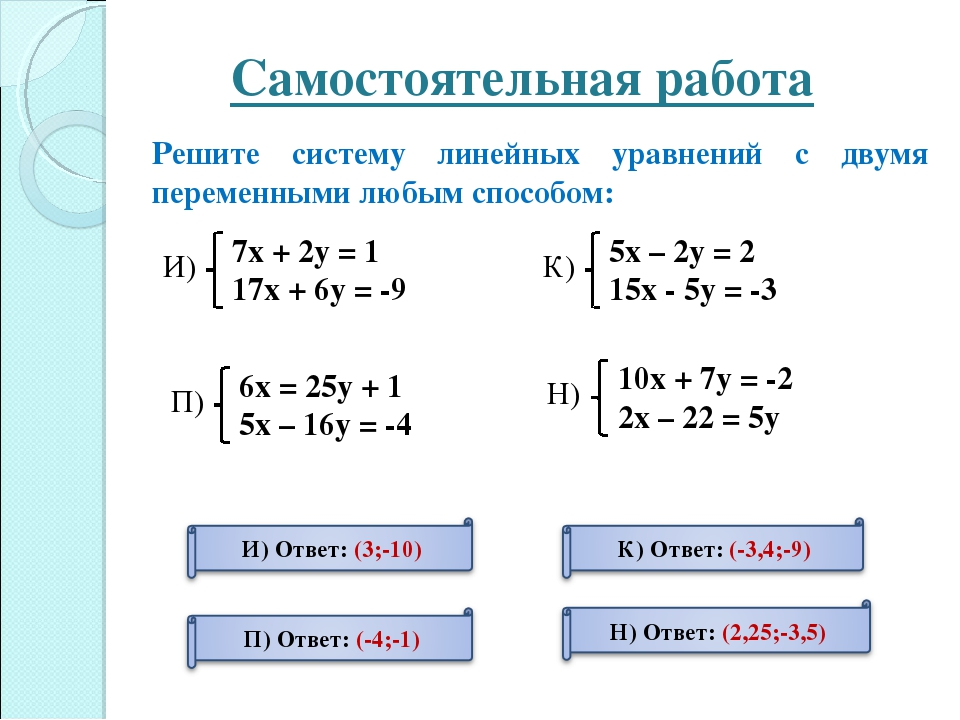 Самостоятельная работа
Решите систему линейных уравнений с двумя
переменными любым способом:
И) 7x + 2y = 1
17x + 6y = -9
К) 5x – 2y = 2
15x - 5y = -3
П) 6x = 25y + 1
5x – 16y = -4
Н) 10x + 7y = -2
2x – 22 = 5y
И) Ответ: (3;-10)
К) Ответ: (-3,4;-9)
П) Ответ: (-4;-1)
Н) Ответ: (2,25;-3,5)